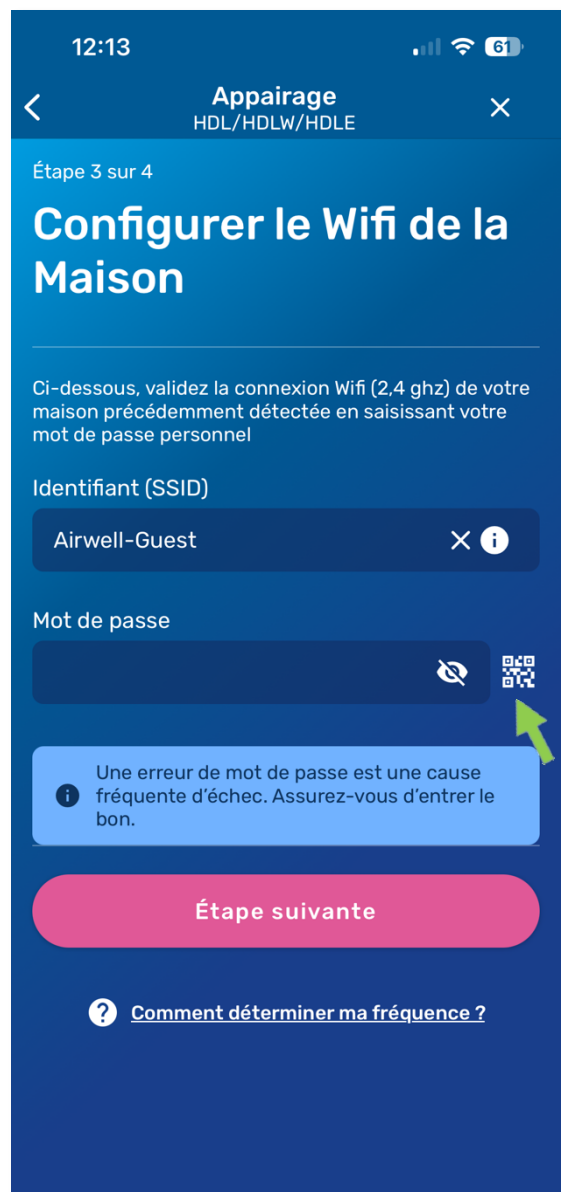 12:13
61
Appairage
HDL/HDLW/HDLE
Étape 3 sur 4
Configurer le Wifi de la
Maison
Ci-dessous, validez la connexion Wifi (2,4 ghz) de votre
maison précédemment détectée en saisissant votre
mot de passe personnel
Identifiant (SSID)
Airwell-Guest
Mot de passe
Une erreur de mot de passe est une cause
fréquente d'échec. Assurez-vous d'entrer le
bon.
Étape suivante
Comment déterminer ma fréquence ?